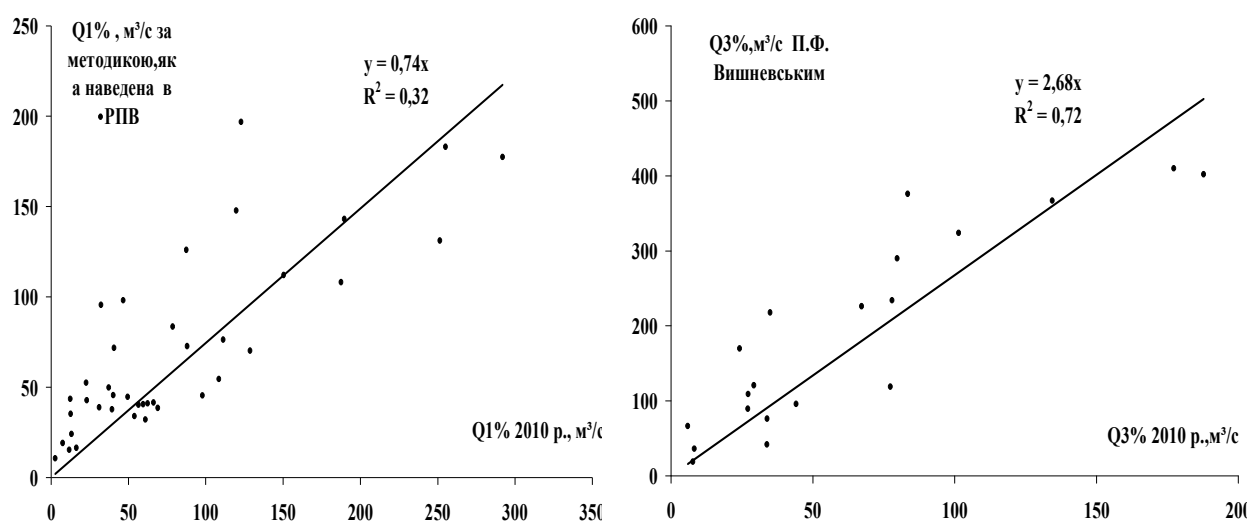 250
200
150
100
50
0
Q1% , м³/с за
методикою,як
а наведена в
РПВ
y = 0,74x
R² = 0,32
Q1% 2010 р., м³/с
0 50 100 150 200 250 300 350
600
500
400
300
200
100
0
Q3%,м³/с П.Ф.
Вишневським
y = 2,68x
R² = 0,72
Q3% 2010 р.,м³/с
0 50 100 150 200